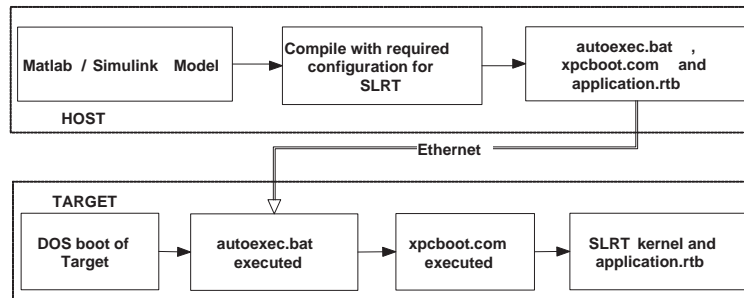 Matlab / Simulink Model
Compile with required
configuration for
SLRT
autoexec.bat ,
xpcboot.com and
application.rtb
HOST
Ethernet
TARGET
DOS boot of
Target
autoexec.bat
executed
xpcboot.com
executed
SLRT kernel and
application.rtb